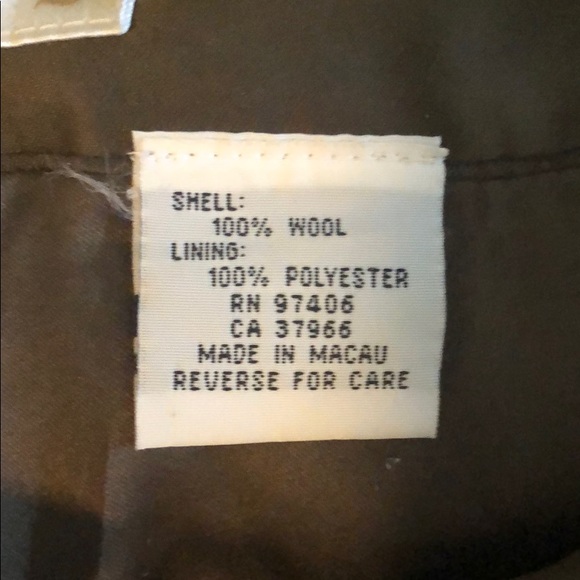 SHELL:
100% WOOL
LINING:
100% POLYESTER
RN 97406
CA 37966
MADE IN MACAU
REVERSE FOR CARE